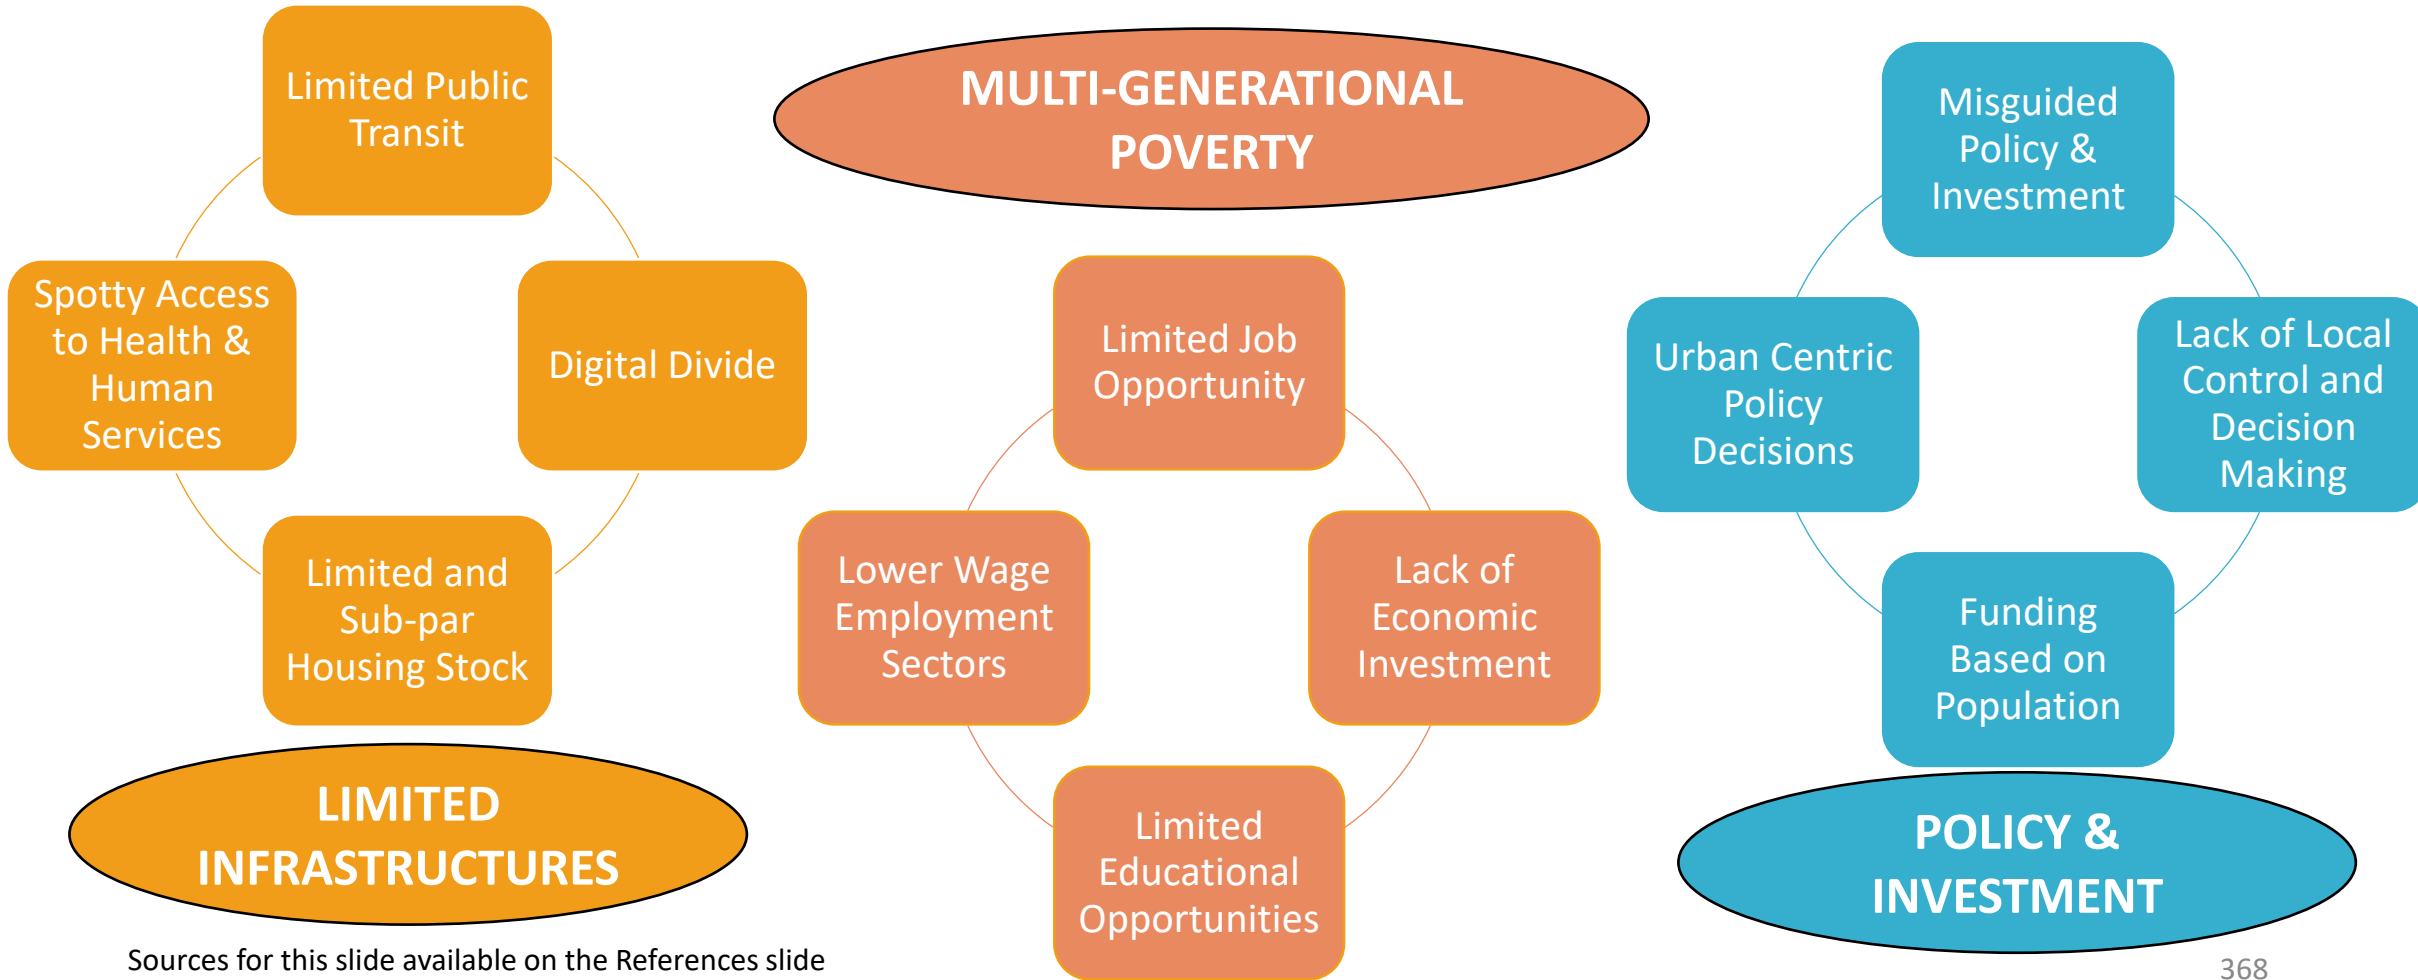 Limited Public
Transit
Spotty Access
to Health &
Human
Services
Digital Divide
Limited and
Sub-par
Housing Stock
LIMITED
INFRASTRUCTURES
MULTI-GENERATIONAL
POVERTY
Limited Job
Opportunity
Lower Wage
Employment
Sectors
Lack of
Economic
Investment
Limited
Educational
Opportunities
Misguided
Policy &
Investment
Urban Centric
Policy
Decisions
Lack of Local
Control and
Decision
Making
Funding
Based on
Population
POLICY &
INVESTMENT
Sources for this slide available on the References slide
368